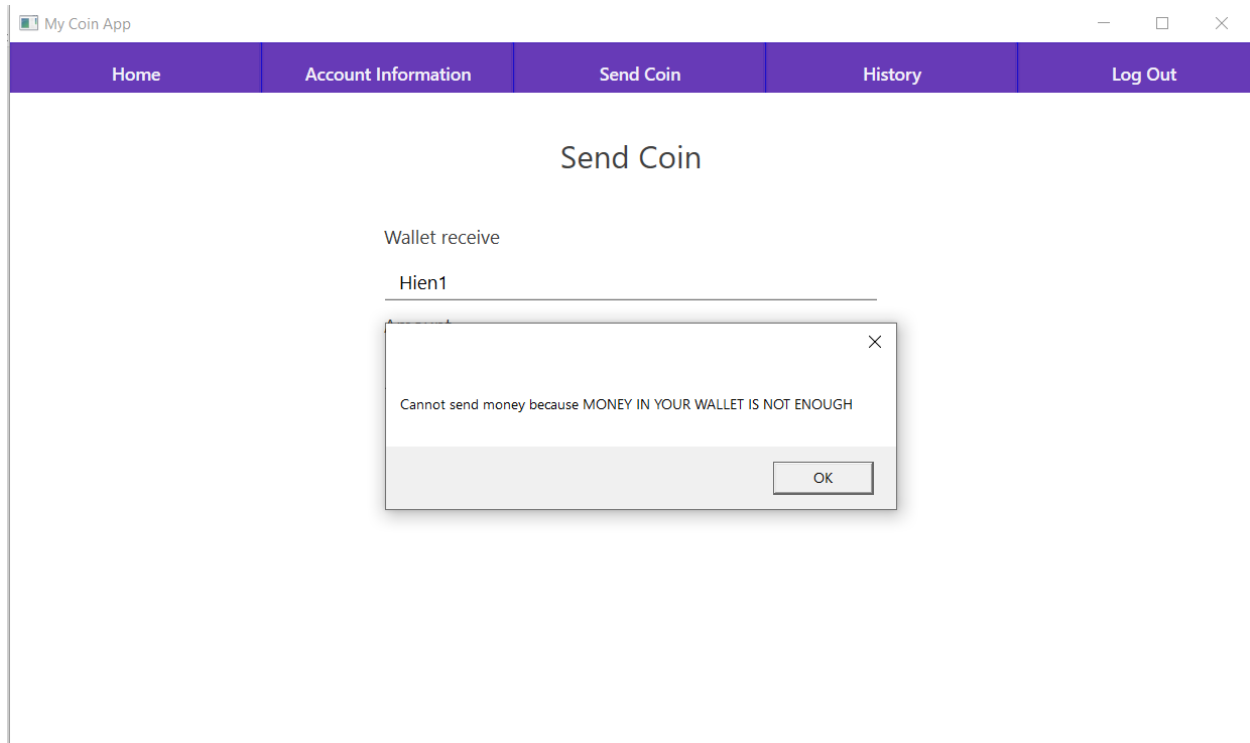 My Coin App
Home Account Information Send Coin History Log Out
Send Coin
Wallet receive
Hien1
Cannot send money because MONEY IN YOUR WALLET IS NOT ENOUGH
OK